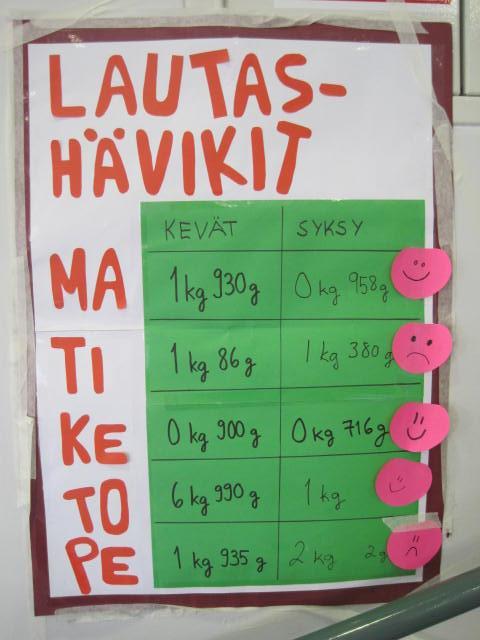 LAUTAS-
HÄVIKIT
KEVÄT SYKSY
MA 1 kg 930 g 0 kg 958 g
TI 1 kg 86 g 1 kg 380 g
KE 0 kg 900 g 0 kg 716 g
TO 6 kg 990 g 1 kg
PE 1 kg 935 g 2 kg 2 g